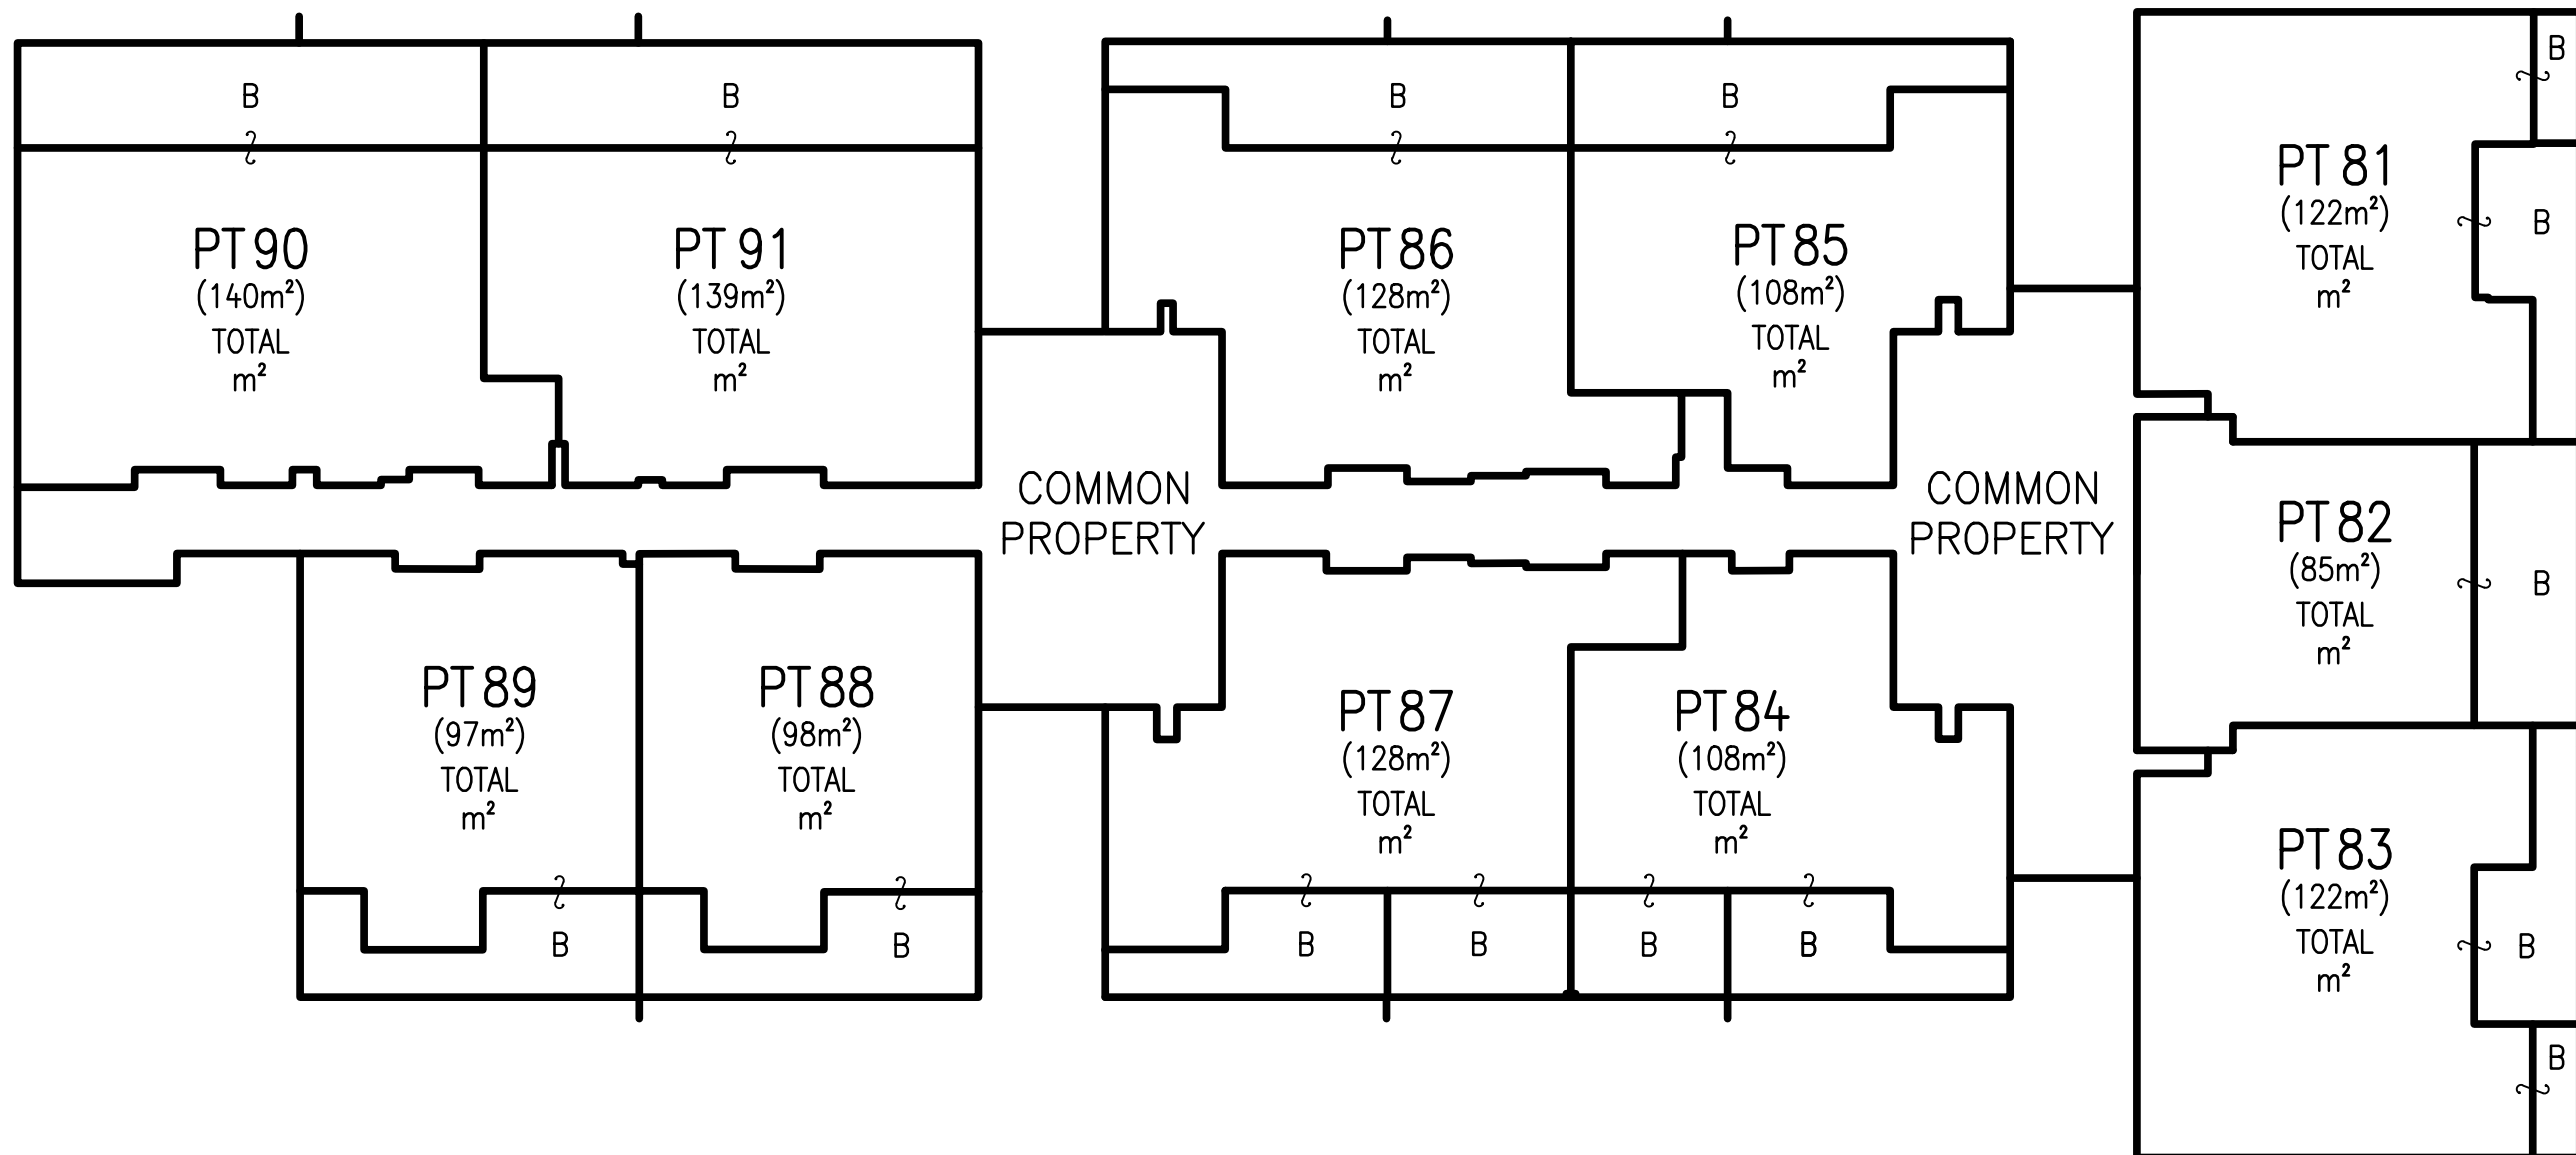 B
B
B
B
B
PT 90
(140m²)
TOTAL
m²
PT 91
(139m²)
TOTAL
m²
PT 86
(128m²)
TOTAL
m²
PT 85
(108m²)
TOTAL
m²
PT 81
(122m²)
TOTAL
m²
B
COMMON
PROPERTY
COMMON
PROPERTY
PT 82
(85m²)
TOTAL
m²
B
PT 89
(97m²)
TOTAL
m²
PT 88
(98m²)
TOTAL
m²
PT 87
(128m²)
TOTAL
m²
PT 84
(108m²)
TOTAL
m²
PT 83
(122m²)
TOTAL
m²
B
B
B
B
B
B
B
B